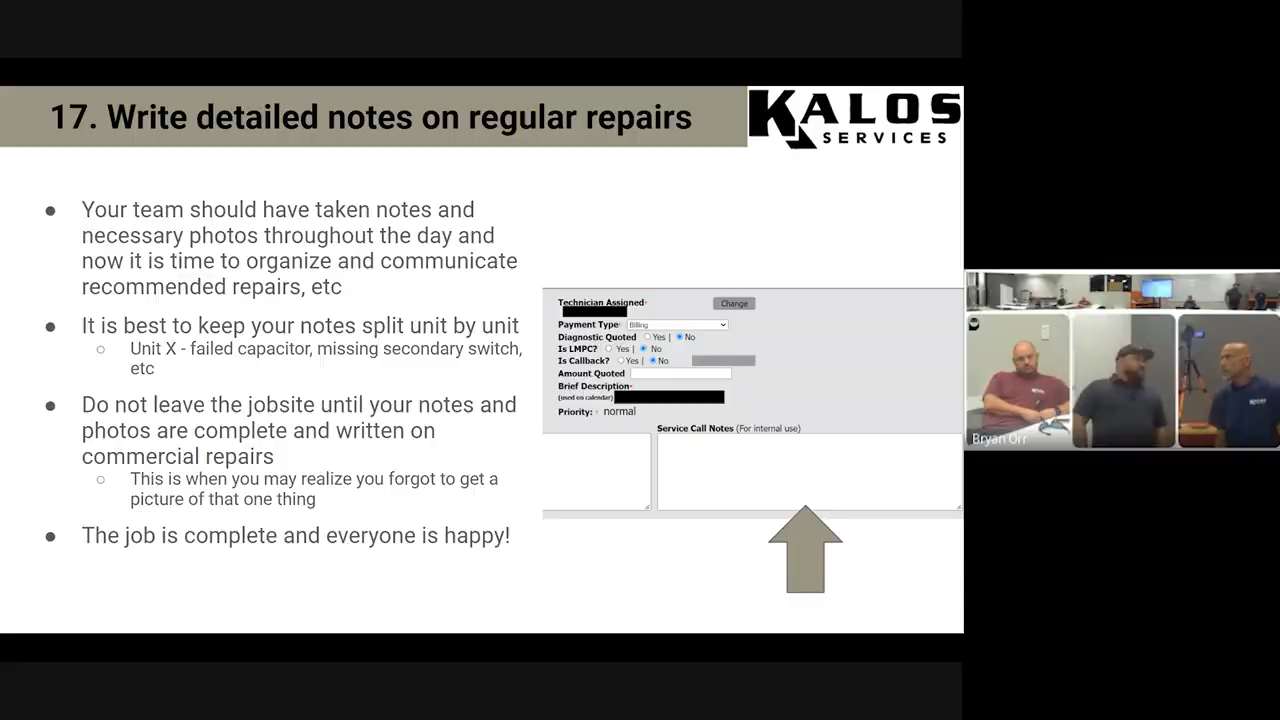 17. Write detailed notes on regular repairs
KALOS
SERVICES
● Your team should have taken notes and
necessary photos throughout the day and
now it is time to organize and communicate
recommended repairs, etc
● It is best to keep your notes split unit by unit
○ Unit X - failed capacitor, missing secondary switch,
etc
● Do not leave the jobsite until your notes and
photos are complete and written on
commercial repairs
○ This is when you may realize you forgot to get a
picture of that one thing
● The job is complete and everyone is happy!
Technician Assigned*
Change
Payment Type* Billing
Diagnostic Quoted Yes | No
Is LMPC? Yes | No
Is Callback? Yes | No
Amount Quoted
Brief Description*
(used on calendar)
Priority: * normal
Service Call Notes (For internal use)
Bryan Orr